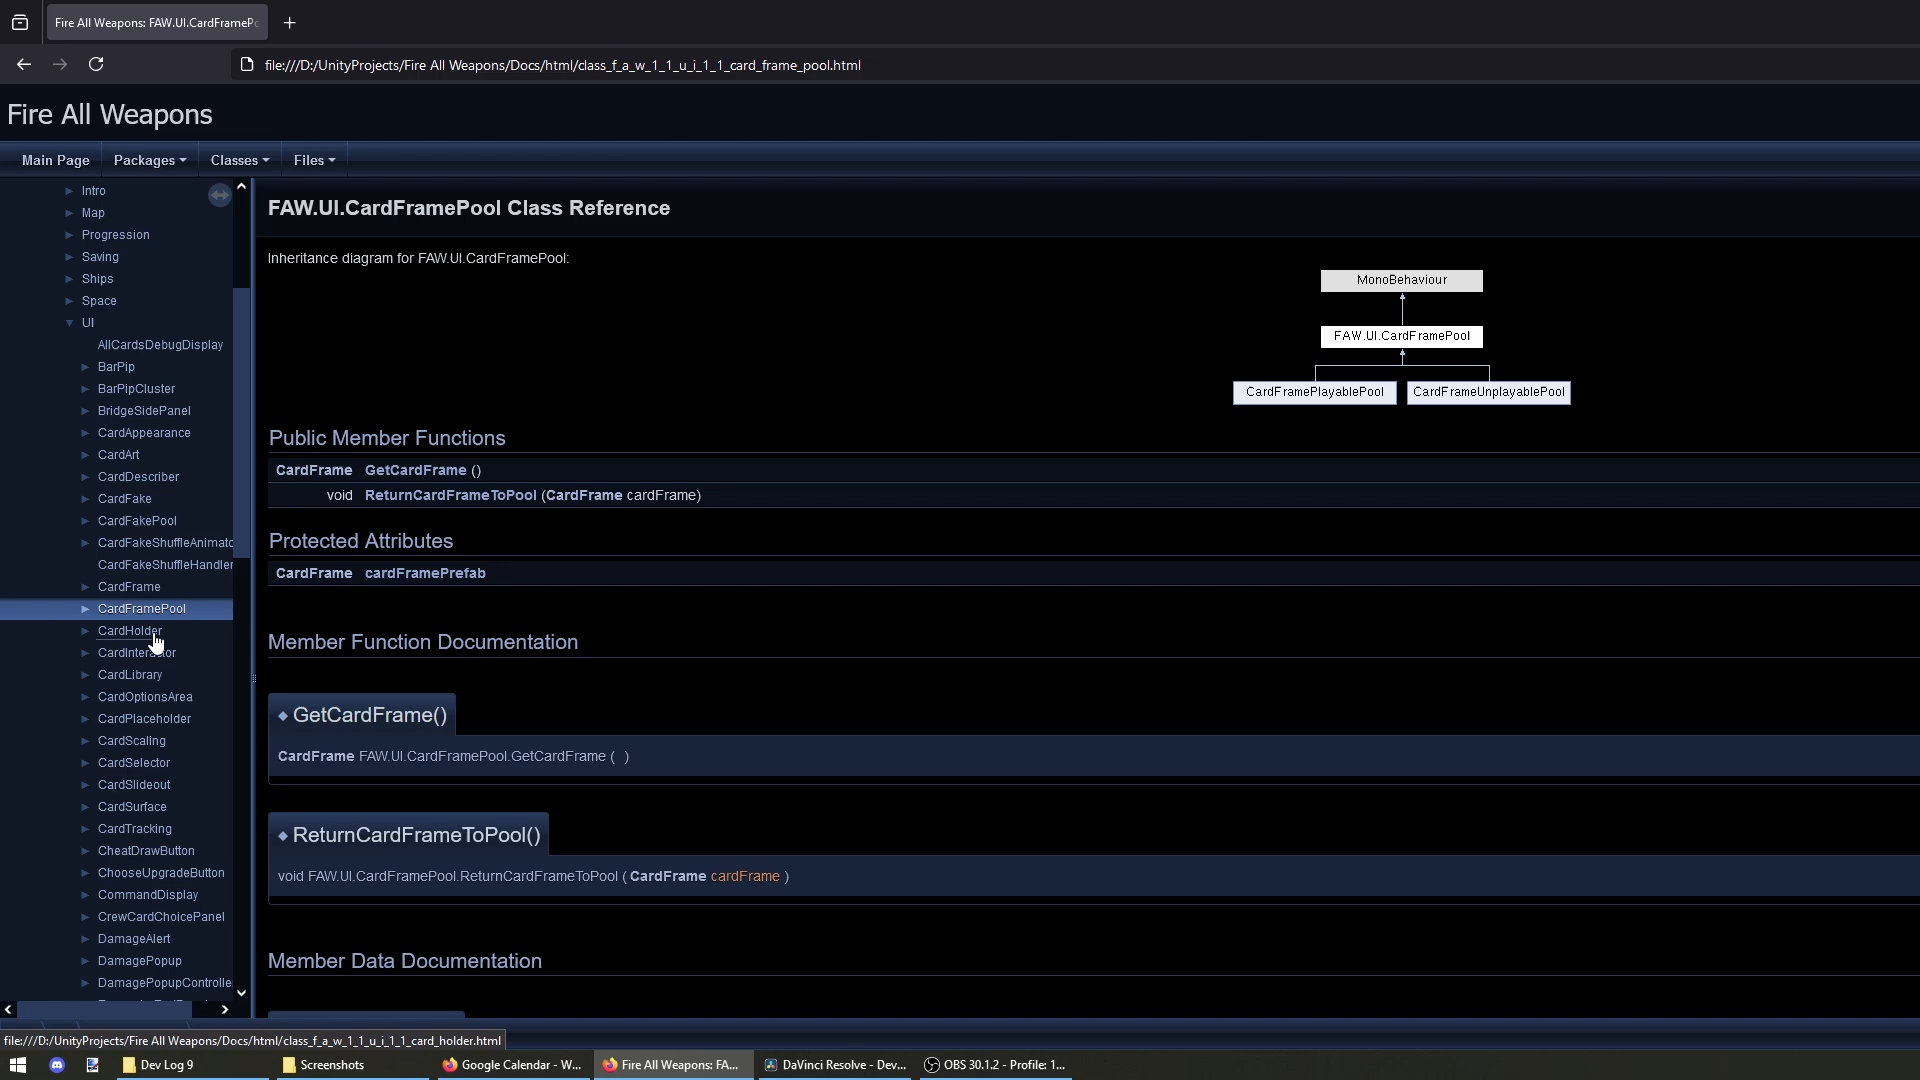 Fire All Weapons: FAW.UI.CardFrameP
file:///D:/UnityProjects/Fire All Weapons/Docs/html/class_f_a_w_1_1_u_i_1_1_card_frame_pool.html
Fire All Weapons
Main Page Packages Classes Files
Intro
Map
Progression
Saving
Ships
Space
UI
AllCardsDebugDisplay
BarPip
BarPipCluster
BridgeSidePanel
CardAppearance
CardArt
CardDescriber
CardFake
CardFakePool
CardFakeShuffleAnimato
CardFakeShuffleHandler
CardFrame
CardFramePool
CardHolder
CardInteractor
CardLibrary
CardOptionsArea
CardPlaceholder
CardScaling
CardSelector
CardSlideout
CardSurface
CardTracking
CheatDrawButton
ChooseUpgradeButton
CommandDisplay
CrewCardChoicePanel
DamageAlert
DamagePopup
DamagePopupControlle
FAW.UI.CardFramePool Class Reference
Inheritance diagram for FAW.UI.CardFramePool:
MonoBehaviour
FAW.UI.CardFramePool
CardFramePlayablePool CardFrameUnplayablePool
Public Member Functions
CardFrame GetCardFrame ()
void ReturnCardFrameToPool (CardFrame cardFrame)
Protected Attributes
CardFrame cardFramePrefab
Member Function Documentation
◆ GetCardFrame()
CardFrame FAW.UI.CardFramePool.GetCardFrame ( )
◆ ReturnCardFrameToPool()
void FAW.UI.CardFramePool.ReturnCardFrameToPool ( CardFrame cardFrame )
Member Data Documentation
file:///D:/UnityProjects/Fire All Weapons/Docs/html/class_f_a_w_1_1_u_i_1_1_card_holder.html
Dev Log 9 Screenshots Google Calendar - W... Fire All Weapons: FA... DaVinci Resolve - Dev... OBS 30.1.2 - Profile: 1...